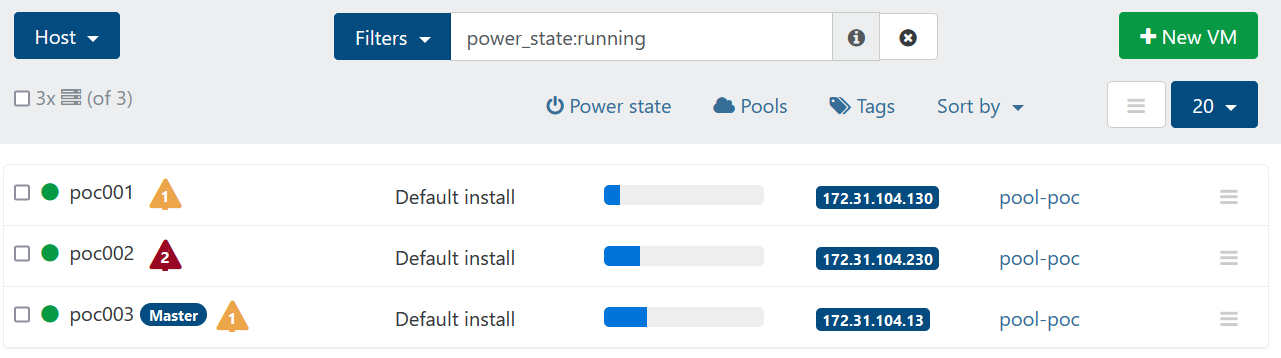 Host Filters power_state:running New VM
3x (of 3) Power state Pools Tags Sort by 20
poc001 1 Default install 172.31.104.130 pool-poc
poc002 2 Default install 172.31.104.230 pool-poc
poc003 Master 1 Default install 172.31.104.13 pool-poc